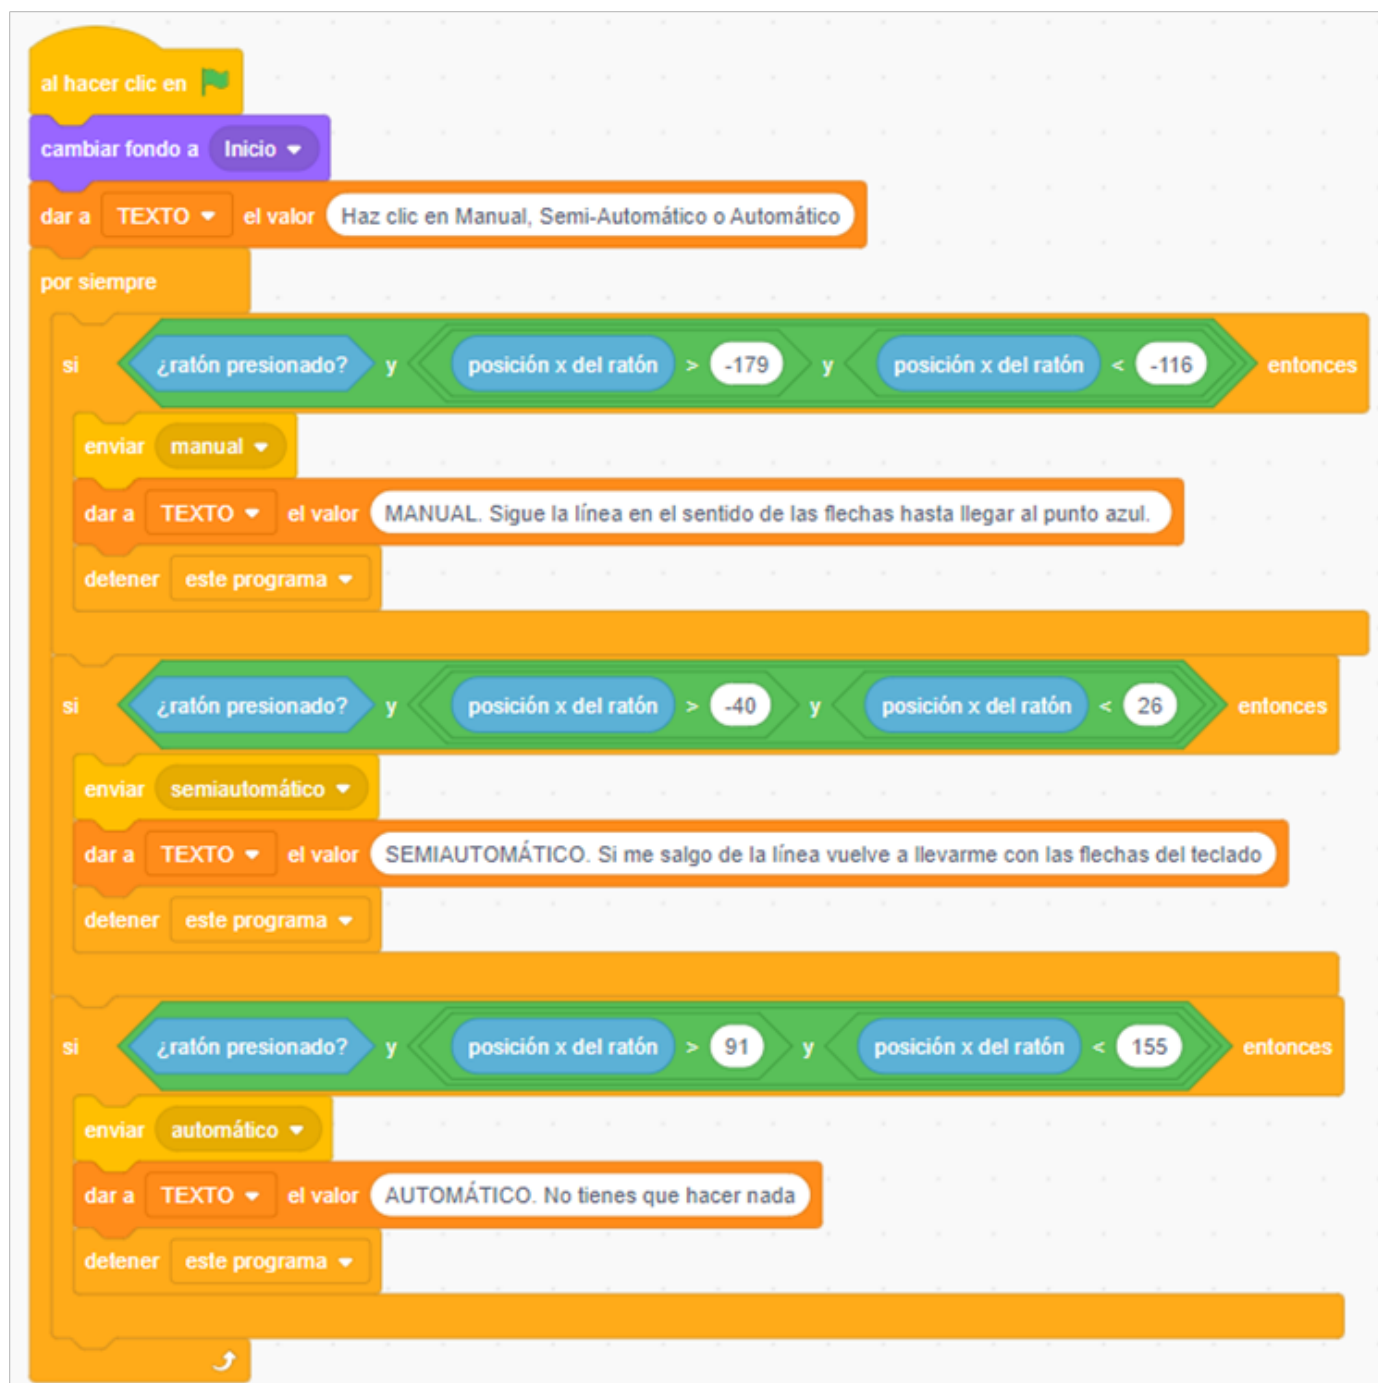 al hacer clic en
cambiar fondo a Inicio
dar a TEXTO el valor Haz clic en Manual, Semi-Automático o Automático
por siempre
si ¿ratón presionado? y posición x del ratón > -179 y posición x del ratón < -116 entonces
enviar manual
dar a TEXTO el valor MANUAL. Sigue la línea en el sentido de las flechas hasta llegar al punto azul.
detener este programa
si ¿ratón presionado? y posición x del ratón > -40 y posición x del ratón < 26 entonces
enviar semiautomático
dar a TEXTO el valor SEMIAUTOMÁTICO. Si me salgo de la línea vuelve a llevarme con las flechas del teclado
detener este programa
si ¿ratón presionado? y posición x del ratón > 91 y posición x del ratón < 155 entonces
enviar automático
dar a TEXTO el valor AUTOMÁTICO. No tienes que hacer nada
detener este programa